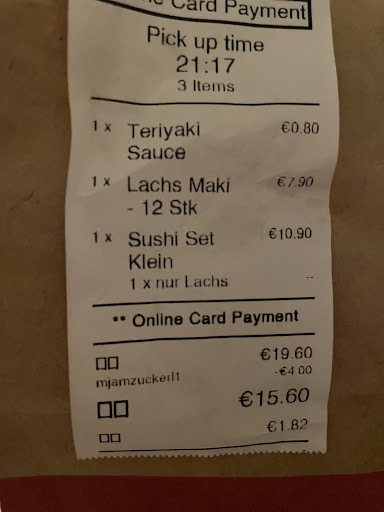 Card Payment
Pick up time
21:17
3 Items
1 x Teriyaki €0.80
Sauce
1 x Lachs Maki €7.90
- 12 Stk
1 x Sushi Set €10.90
Klein
1 x nur Lachs --
** Online Card Payment
□□ €19.60
mjamzuckerl1 -€4.00
□□ €15.60
□□ €1.82